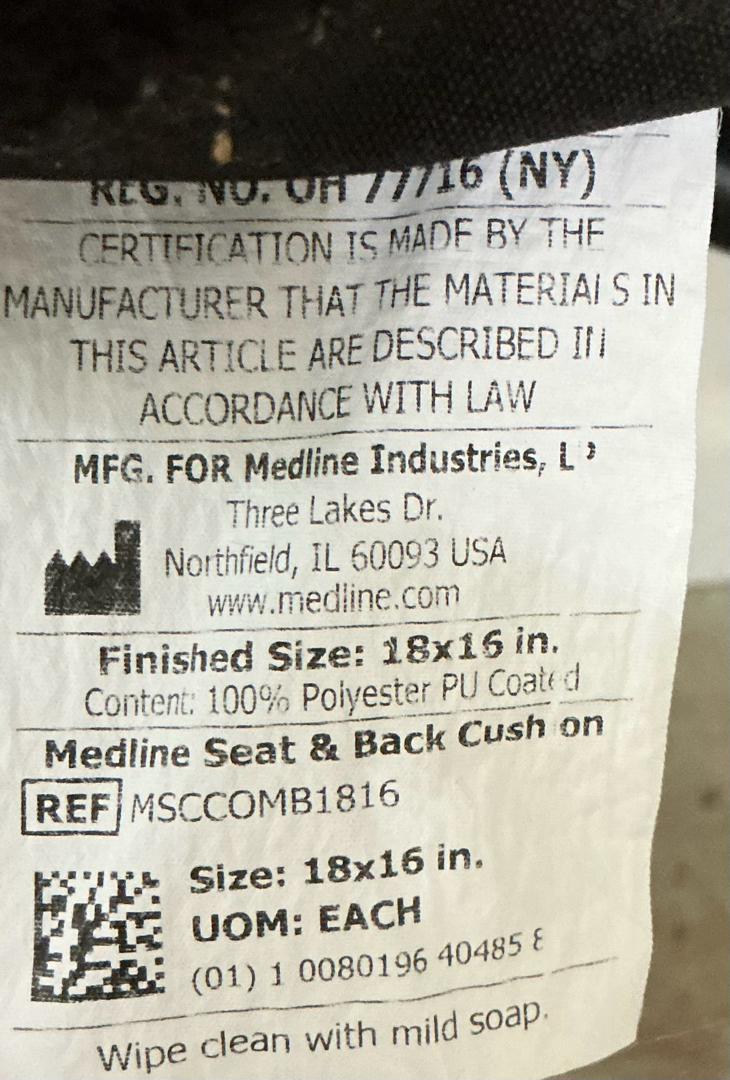 REG. NO. OH 77716 (NY)
CERTIFICATION IS MADE BY THE
MANUFACTURER THAT THE MATERIALS IN
THIS ARTICLE ARE DESCRIBED IN
ACCORDANCE WITH LAW
MFG. FOR Medline Industries,
Three Lakes Dr.
Northfield, IL 60093 USA
www.medline.com
Finished Size: 18x16 in.
Content: 100% Polyester PU Coated
Medline Seat & Back Cushion
REF MSCCOMB1816
Size: 18x16 in.
UOM: EACH
(01) 1 0080196 40485
Wipe clean with mild soap.